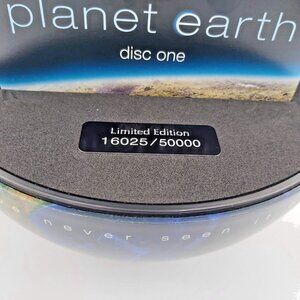 planet earth
disc one
Limited Edition
16025/50000
never seen it